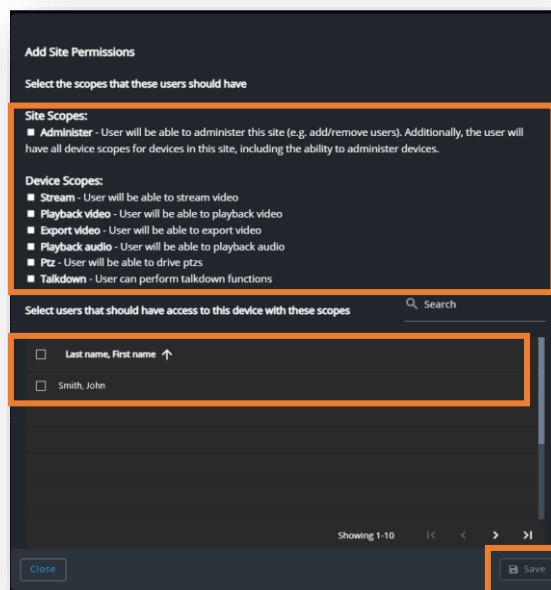 Add Site Permissions
Select the scopes that these users should have
Site Scopes:
Administer - User will be able to administer this site (e.g. add/remove users). Additionally, the user will
have all device scopes for devices in this site, including the ability to administer devices.
Device Scopes:
Stream - User will be able to stream video
Playback video - User will be able to playback video
Export video - User will be able to export video
Playback audio - User will be able to playback audio
Ptz - User will be able to drive ptzs
Talkdown - User can perform talkdown functions
Select users that should have access to this device with these scopes
Search
Last name, First name
Smith, John
Showing 1-10
Close
Save